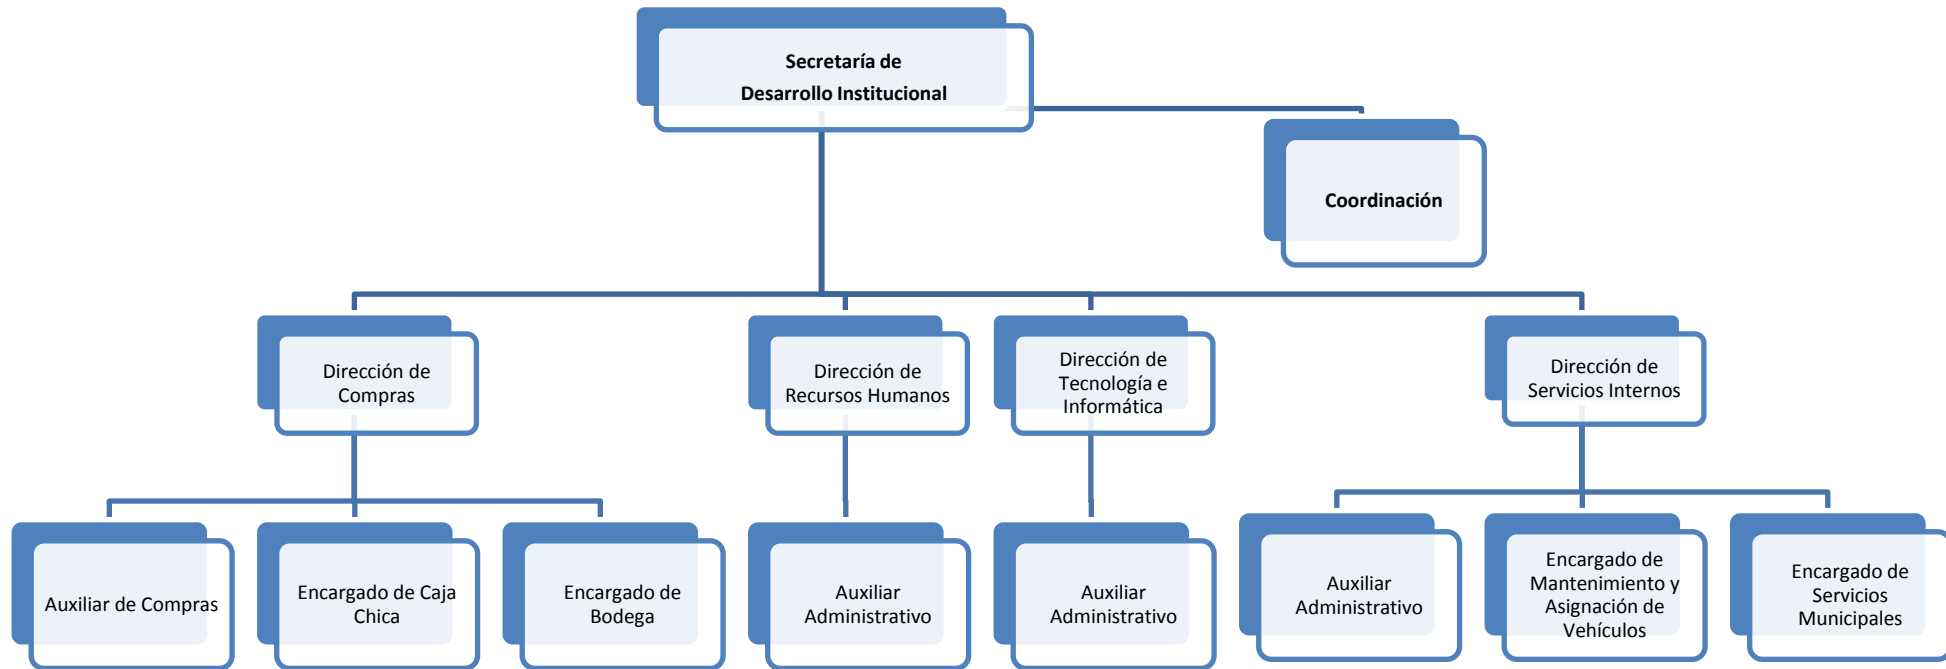 Secretaría de
Desarrollo Institucional
Coordinación
Dirección de
Compras
Dirección de
Recursos Humanos
Dirección de
Tecnología e
Informática
Dirección de
Servicios Internos
Auxiliar de Compras
Encargado de Caja
Chica
Encargado de
Bodega
Auxiliar
Administrativo
Auxiliar
Administrativo
Auxiliar
Administrativo
Encargado de
Mantenimiento y
Asignación de
Vehículos
Encargado de
Servicios
Municipales